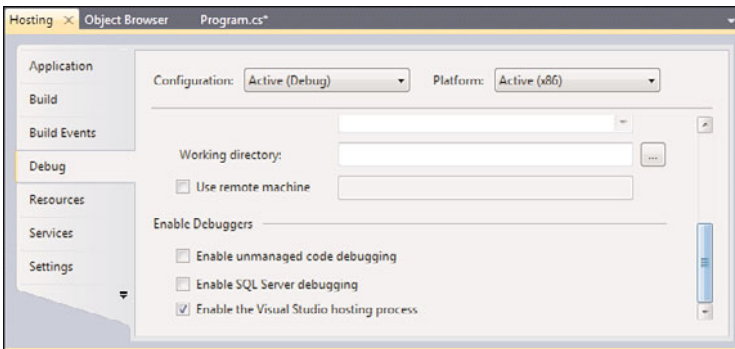 Hosting Object Browser Program.cs*
Application
Configuration: Active (Debug) Platform: Active (x86)
Build
Build Events
Working directory: ...
Debug
Use remote machine
Resources
Enable Debuggers
Services
Enable unmanaged code debugging
Settings
Enable SQL Server debugging
Enable the Visual Studio hosting process